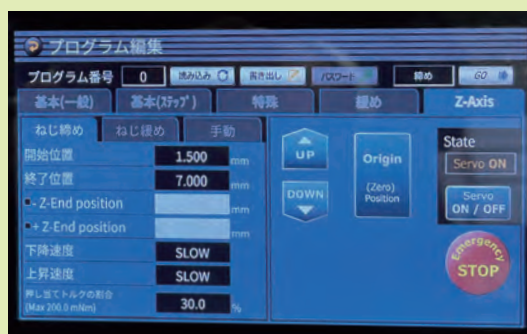 プログラム編集
プログラム番号 0 読み込み 書き出し パスワード 締め GO
基本(一般) 基本(ステップ) 特殊 緩め Z-Axis
ねじ締め ねじ緩め 手動
開始位置 1.500 mm
終了位置 7.000 mm
- Z-End position mm
+ Z-End position mm
下降速度 SLOW
上昇速度 SLOW
押し当てトルクの割合
(Max 200.0 mNm) 30.0 %
UP
DOWN
Origin
(Zero)
Position
State
Servo ON
Servo
ON / OFF
Emergency
STOP